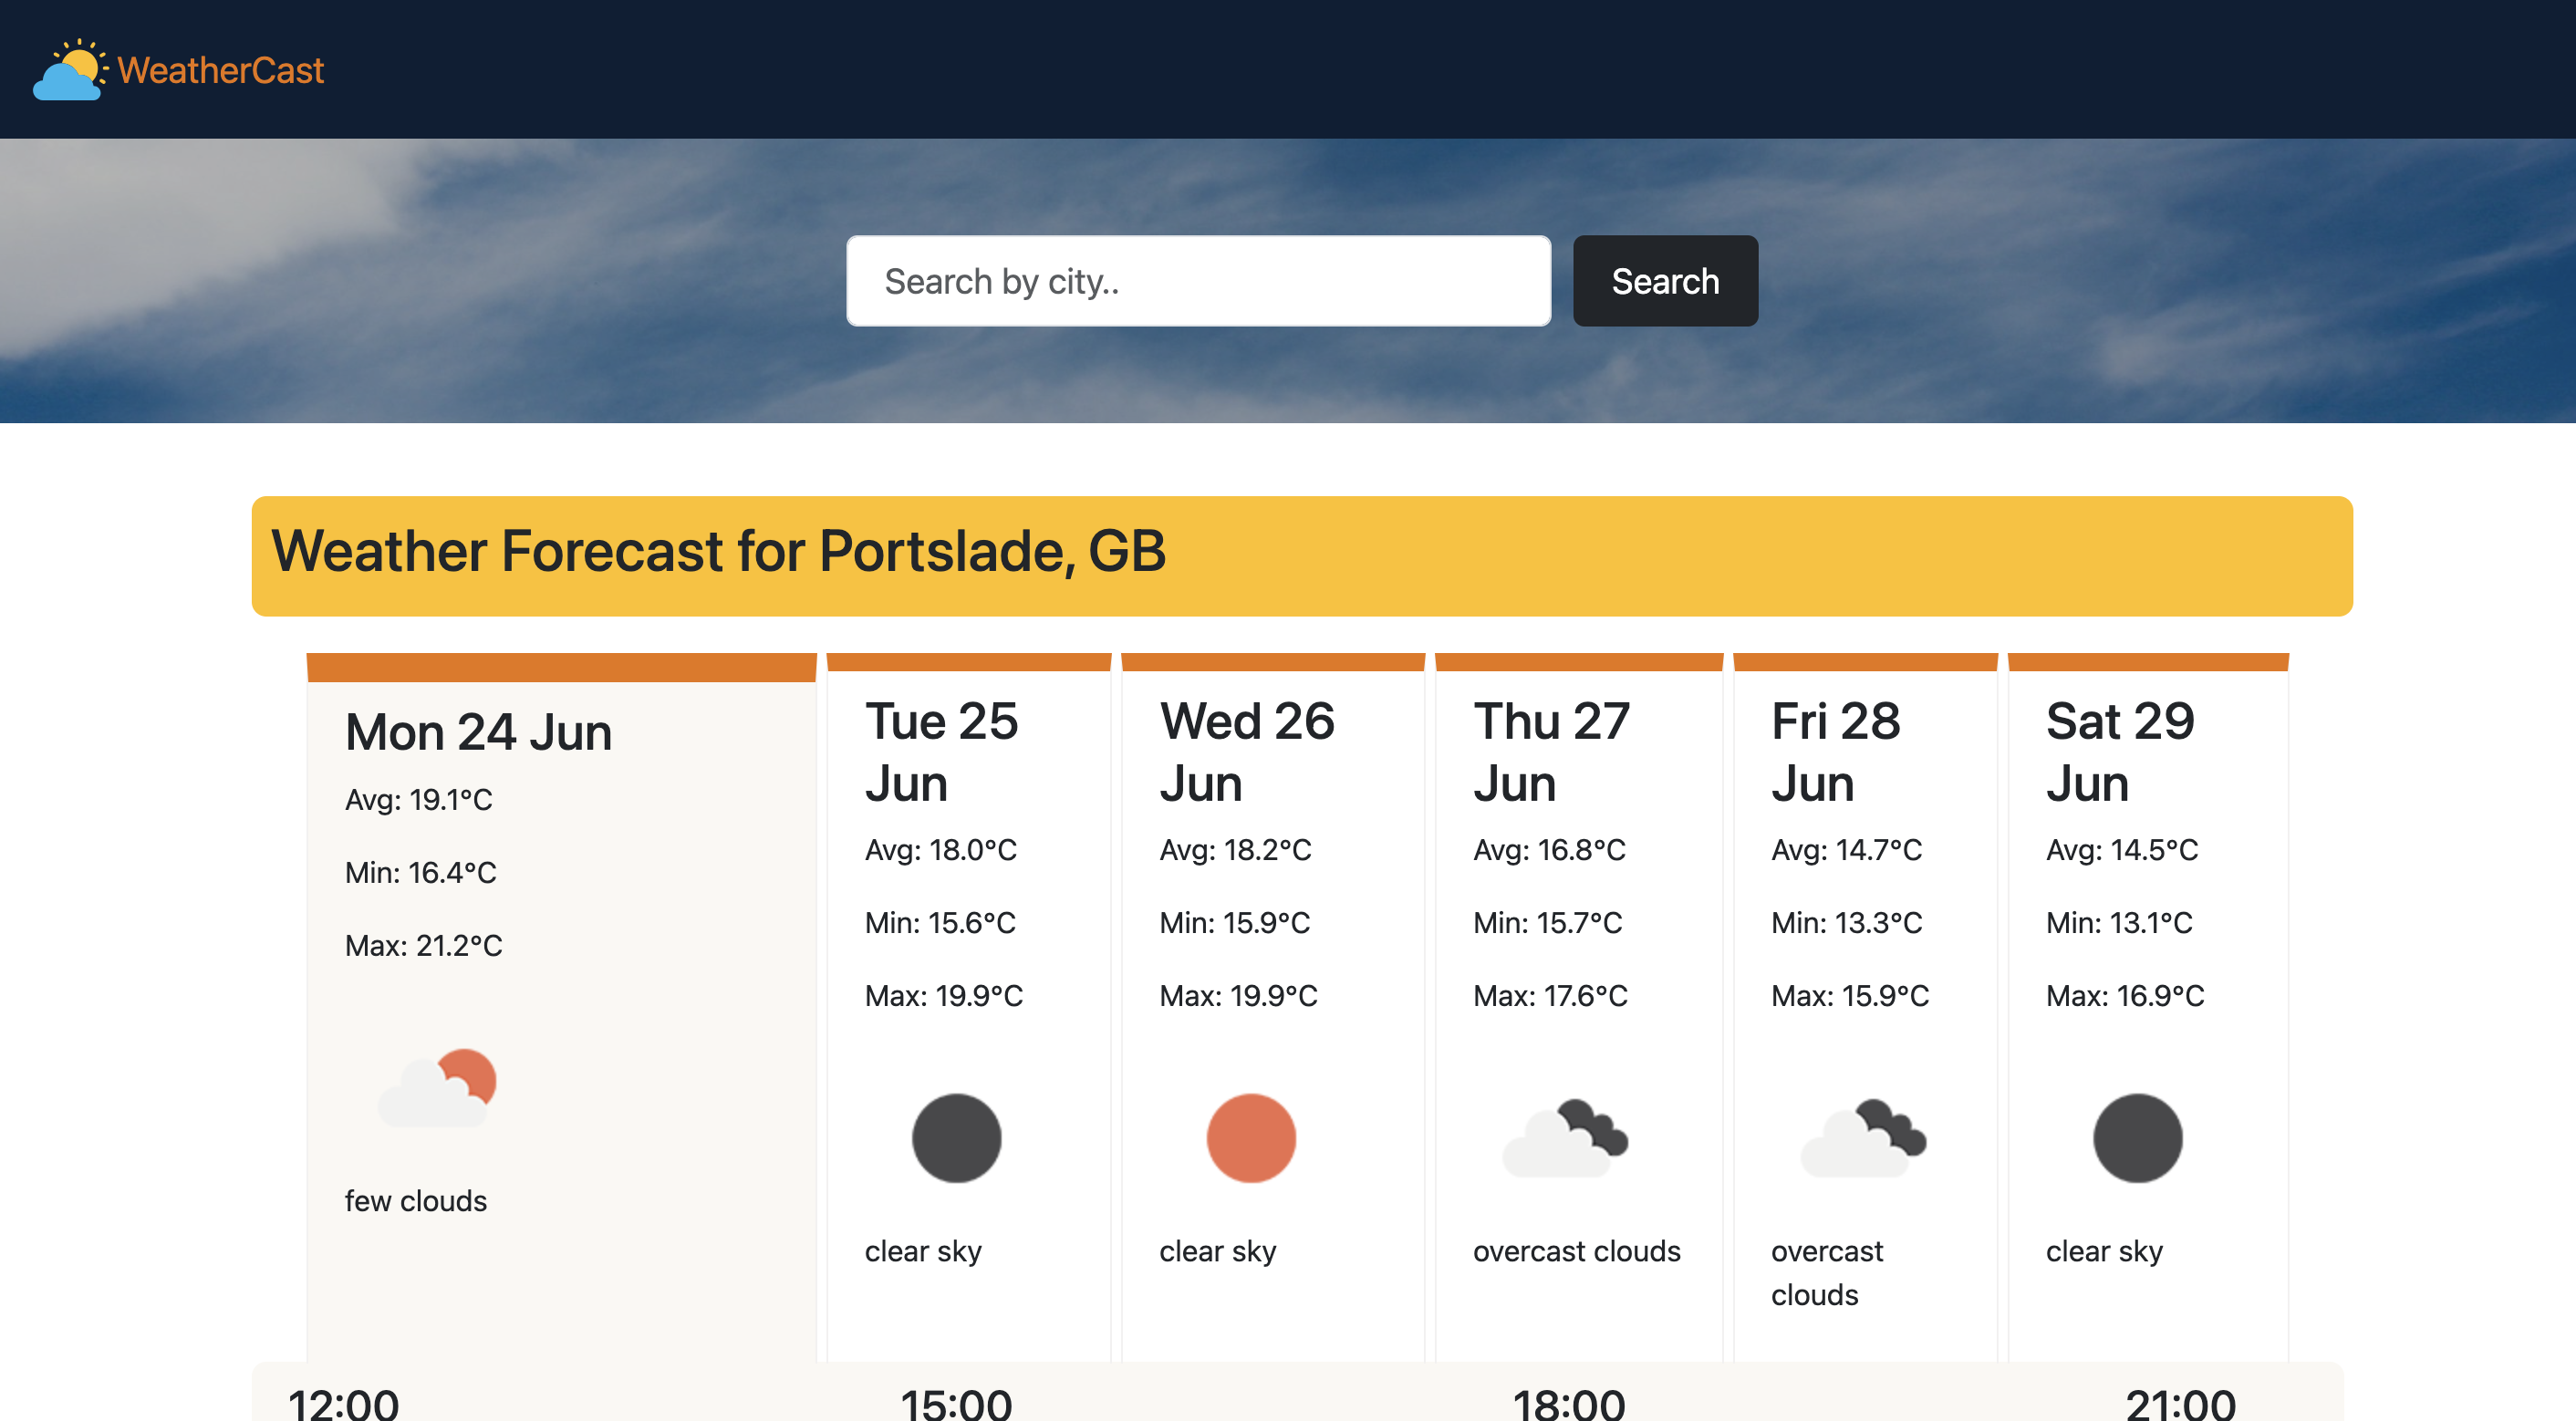 WeatherCast
Search by city..
Search
Weather Forecast for Portslade, GB
Mon 24 Jun
Avg: 19.1°C
Min: 16.4°C
Max: 21.2°C
few clouds
Tue 25
Jun
Avg: 18.0°C
Min: 15.6°C
Max: 19.9°C
clear sky
Wed 26
Jun
Avg: 18.2°C
Min: 15.9°C
Max: 19.9°C
clear sky
Thu 27
Jun
Avg: 16.8°C
Min: 15.7°C
Max: 17.6°C
overcast clouds
Fri 28
Jun
Avg: 14.7°C
Min: 13.3°C
Max: 15.9°C
overcast
clouds
Sat 29
Jun
Avg: 14.5°C
Min: 13.1°C
Max: 16.9°C
clear sky
12:00
15:00
18:00
21:00